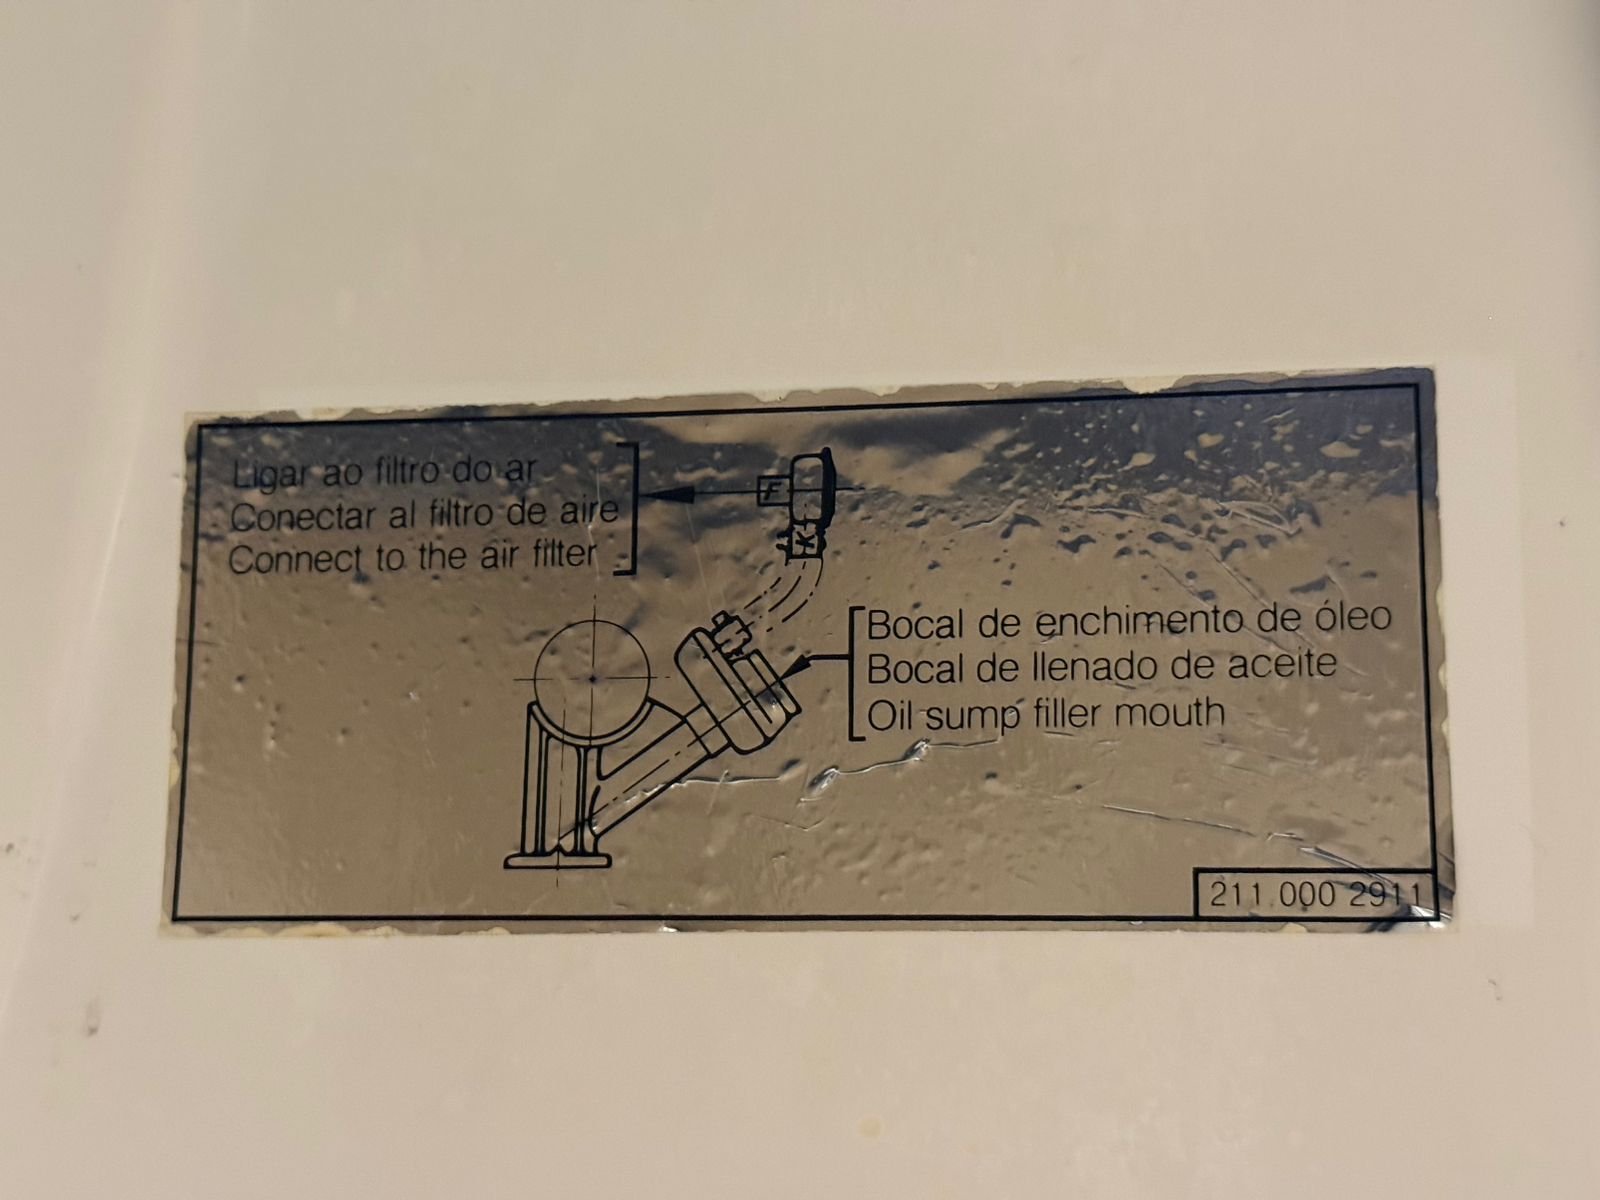 Ligar ao filtro do ar
Conectar al filtro de aire
Connect to the air filter
F
K
Bocal de enchimento de óleo
Bocal de llenado de aceite
Oil sump filler mouth
211.000 2911